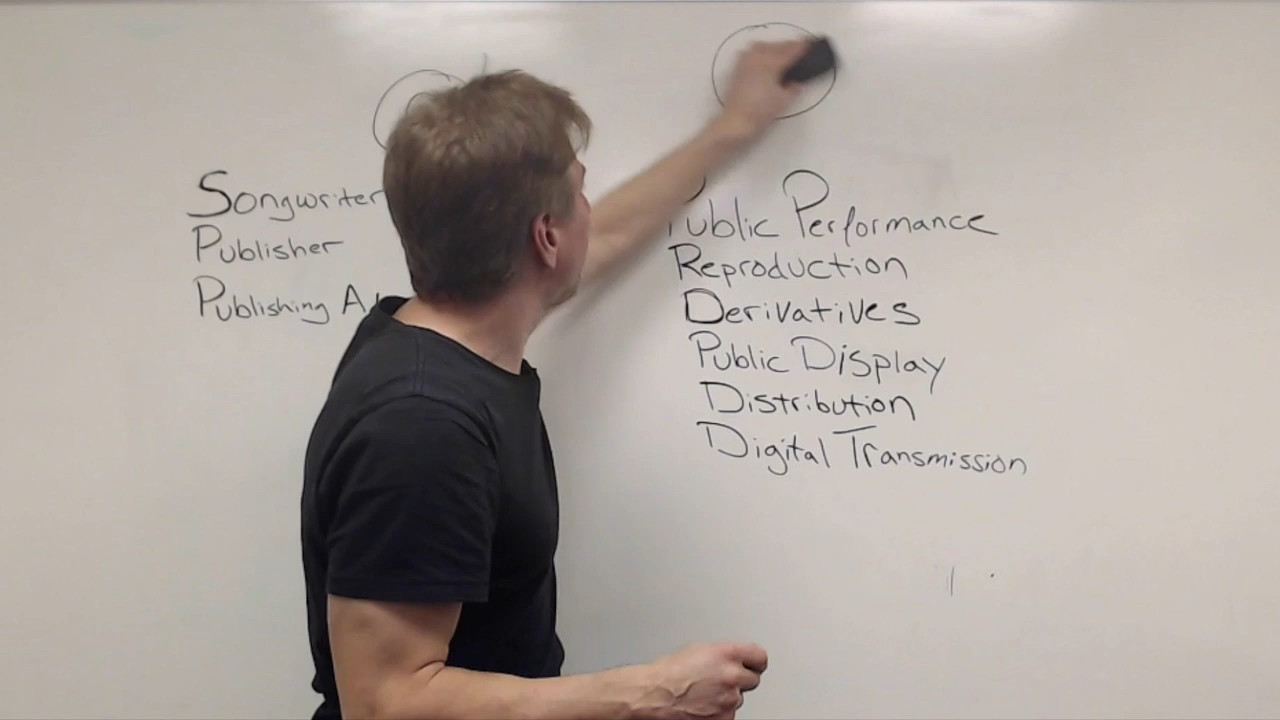 Songwriter
Publisher
Publishing
Public Performance
Reproduction
Derivatives
Public Display
Distribution
Digital Transmission